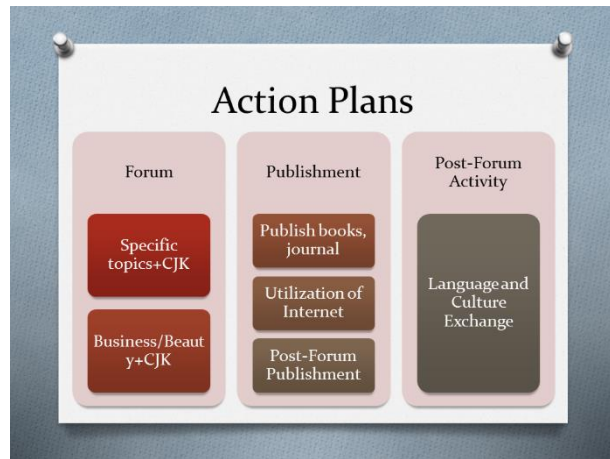 Action Plans
Forum
Specific
topics+CJK
Business/Beaut
y+CJK
Publishment
Publish books,
journal
Utilization of
Internet
Post-Forum
Publishment
Post-Forum
Activity
Language and
Culture
Exchange